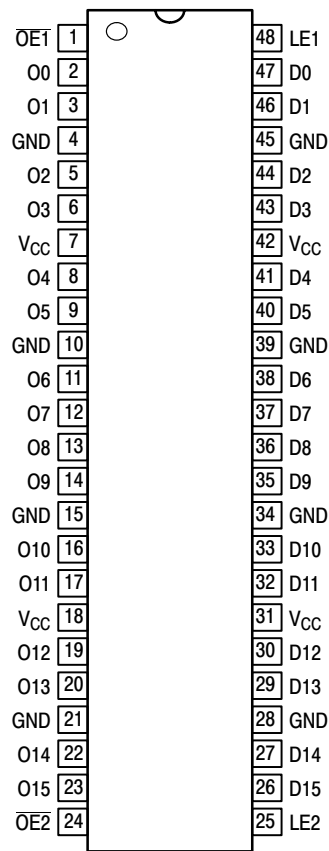 OE1 1 48 LE1
O0 2 47 D0
O1 3 46 D1
GND 4 45 GND
O2 5 44 D2
O3 6 43 D3
VCC 7 42 VCC
O4 8 41 D4
O5 9 40 D5
GND 10 39 GND
O6 11 38 D6
O7 12 37 D7
O8 13 36 D8
O9 14 35 D9
GND 15 34 GND
O10 16 33 D10
O11 17 32 D11
VCC 18 31 VCC
O12 19 30 D12
O13 20 29 D13
GND 21 28 GND
O14 22 27 D14
O15 23 26 D15
OE2 24 25 LE2